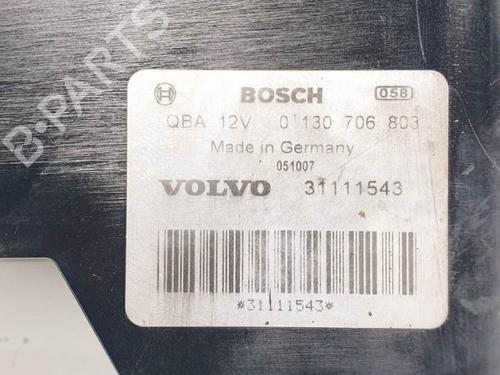 B-PARTS
BOSCH 058
QBA 12V 0 130 706 803
Made in Germany
051007
VOLVO 31111543
*31111543*